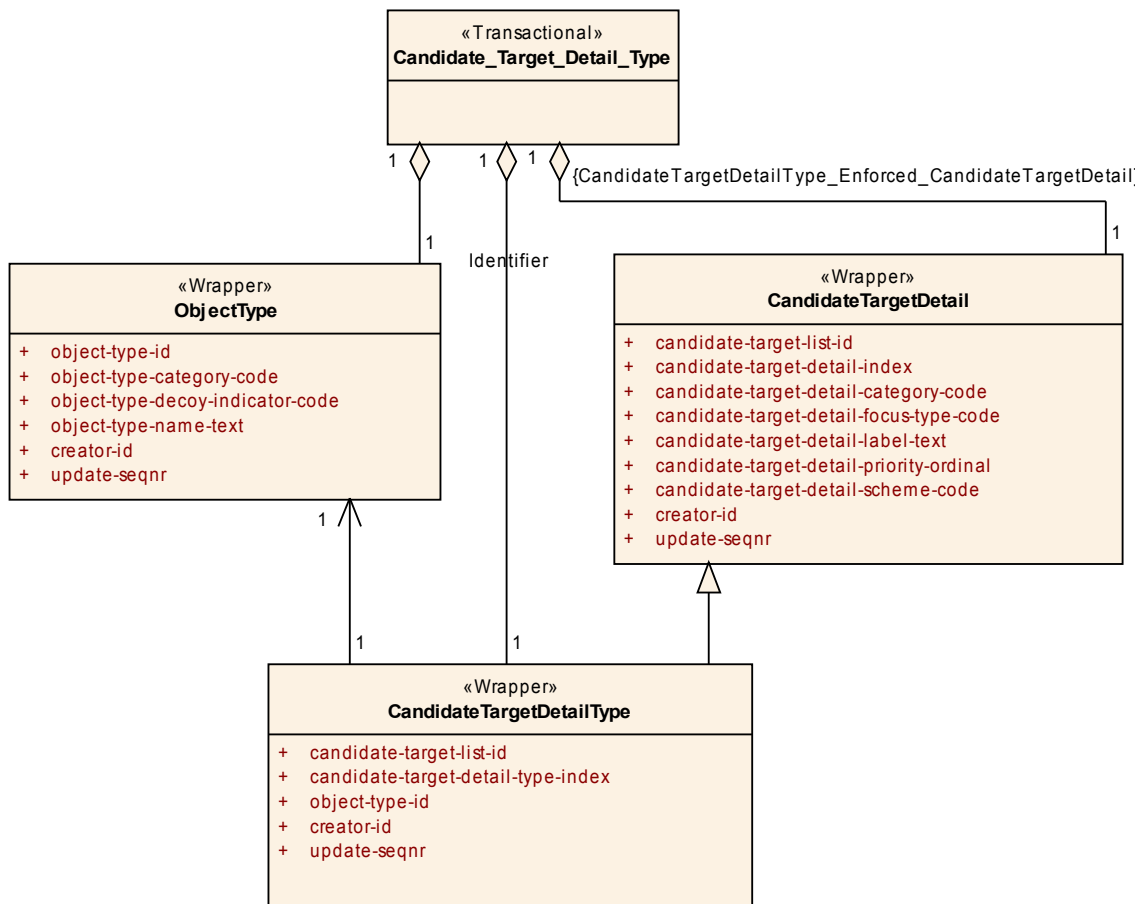 «Transactional»
Candidate_Target_Detail_Type
1
1
1
{CandidateTargetDetailType_Enforced_CandidateTargetDetail}
1
1
Identifier
«Wrapper»
ObjectType
+ object-type-id
+ object-type-category-code
+ object-type-decoy-indicator-code
+ object-type-name-text
+ creator-id
+ update-seqnr
«Wrapper»
CandidateTargetDetail
+ candidate-target-list-id
+ candidate-target-detail-index
+ candidate-target-detail-category-code
+ candidate-target-detail-focus-type-code
+ candidate-target-detail-label-text
+ candidate-target-detail-priority-ordinal
+ candidate-target-detail-scheme-code
+ creator-id
+ update-seqnr
1
1
1
«Wrapper»
CandidateTargetDetailType
+ candidate-target-list-id
+ candidate-target-detail-type-index
+ object-type-id
+ creator-id
+ update-seqnr